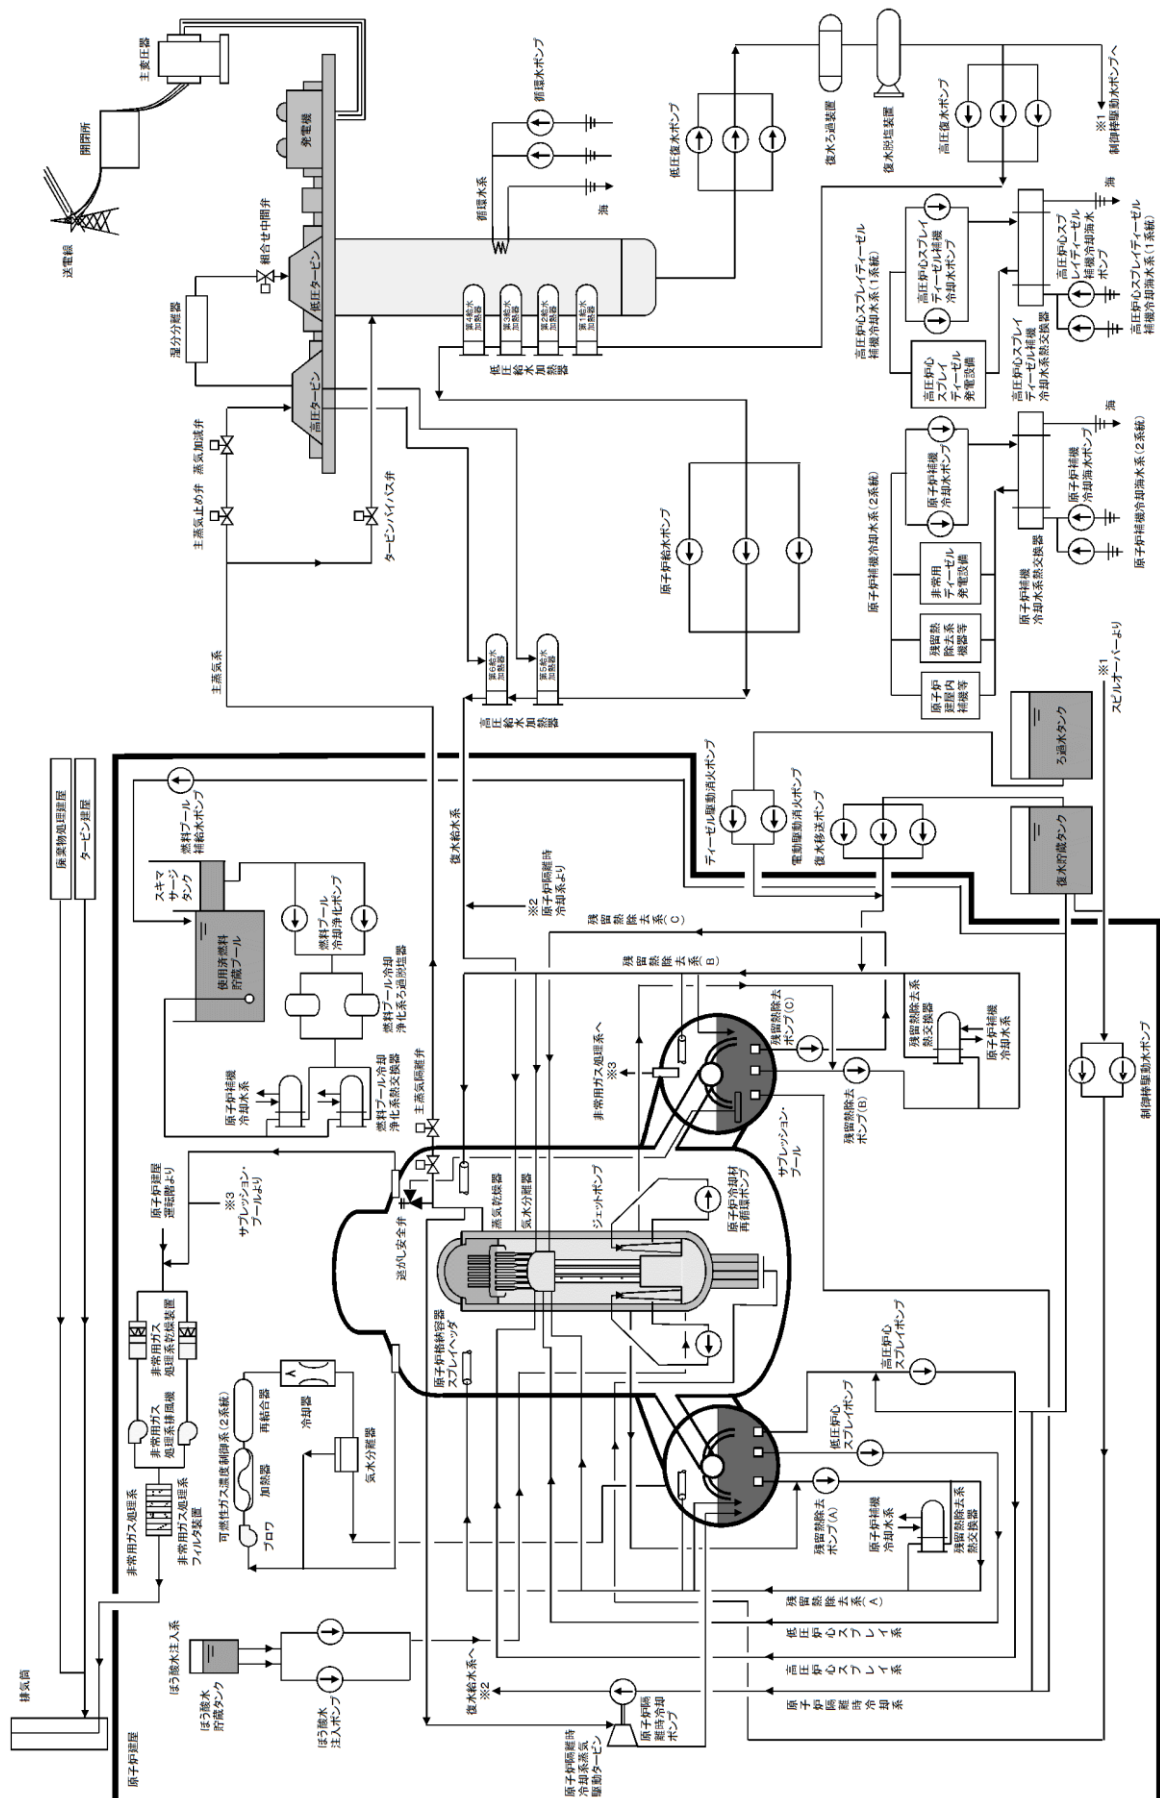 排気筒
原子炉建屋
廃棄物処理建屋
タービン建屋
非常用ガス処理系
非常用ガス処理系
フィルタ装置
非常用ガス
処理系排風機
非常用ガス
処理系乾燥装置
原子炉建屋
運転階より
※3
サプレッション・
プールより
可燃性ガス濃度制御系(2系統)
ブロワ
加熱器
再結合器
冷却器
気水分離器
ほう酸水注入系
ほう酸水
貯蔵タンク
ほう酸水
注入ポンプ
使用済燃料
貯蔵プール
スキマ
サージ
タンク
燃料プール
補給水ポンプ
燃料プール
冷却浄化ポンプ
燃料プール冷却
浄化系ろ過脱塩器
燃料プール冷却
浄化系熱交換器
原子炉補機
冷却水系
主蒸気隔離弁
逃がし安全弁
原子炉格納容器
スプレイヘッダ
蒸気乾燥器
気水分離器
ジェットポンプ
原子炉冷却材
再循環ポンプ
非常用ガス処理系へ
※3
サプレッション・
プール
復水給水系へ
※2
原子炉隔離時
冷却系蒸気
駆動タービン
原子炉隔
離時冷却
ポンプ
残留熱除去
ポンプ(A)
低圧炉心
スプレイポンプ
高圧炉心
スプレイポンプ
原子炉補機
冷却水系
残留熱除去系
熱交換器
残留熱除去系(A)
低圧炉心スプレイ系
高圧炉心スプレイ系
原子炉隔離時冷却系
残留熱除去
ポンプ(C)
残留熱除去
ポンプ(B)
残留熱除去系
熱交換器
原子炉補機
冷却水系
残留熱除去系(B)
残留熱除去系(C)
※2
原子炉隔離時
冷却系より
復水給水系
制御棒駆動水ポンプ
ディーゼル駆動消火ポンプ
電動駆動消火ポンプ
復水移送ポンプ
復水貯蔵タンク
ろ過水タンク
※1
スピルオーバーより
主蒸気系
主蒸気止め弁
蒸気加減弁
タービンバイパス弁
湿分分離器
組合せ中間弁
高圧タービン
低圧タービン
発電機
主変圧器
開閉所
送電線
循環水系
循環水ポンプ
海
第6給水
加熱器
第5給水
加熱器
高圧給水加熱器
第4給水
加熱器
第3給水
加熱器
第2給水
加熱器
第1給水
加熱器
低圧給水加熱器
原子炉給水ポンプ
低圧復水ポンプ
復水ろ過装置
復水脱塩装置
高圧復水ポンプ
※1
制御棒駆動水ポンプへ
原子炉補機冷却水系(2系統)
原子炉
建屋内
補機等
残留熱
除去系
機器等
非常用
ディーゼル
発電設備
原子炉補機
冷却水ポンプ
原子炉補機
冷却水系熱交換器
原子炉補機
冷却海水ポンプ
原子炉補機冷却海水系(2系統)
海
高圧炉心スプレイディーゼル
補機冷却水系(1系統)
高圧炉心
スプレイ
ディーゼル
発電設備
高圧炉心スプレイ
ディーゼル補機
冷却水ポンプ
高圧炉心スプレイ
ディーゼル補機
冷却水系熱交換器
高圧炉心スプ
レイディーゼル
補機冷却海水
ポンプ
高圧炉心スプレイディーゼル
補機冷却海水系(1系統)
海